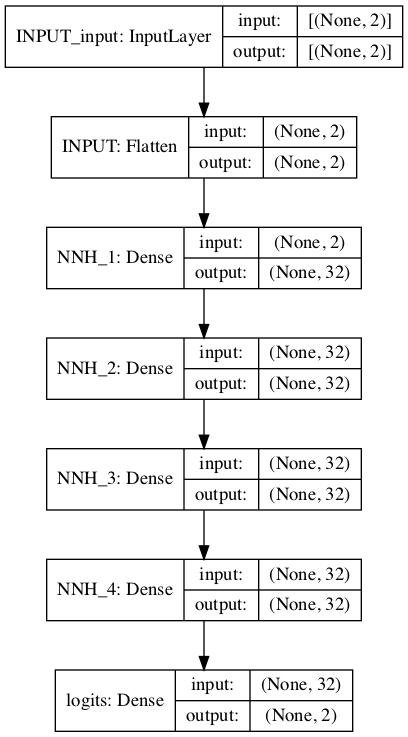 INPUT_input: InputLayer
input: [(None, 2)]
output: [(None, 2)]
INPUT: Flatten
input: (None, 2)
output: (None, 2)
NNH_1: Dense
input: (None, 2)
output: (None, 32)
NNH_2: Dense
input: (None, 32)
output: (None, 32)
NNH_3: Dense
input: (None, 32)
output: (None, 32)
NNH_4: Dense
input: (None, 32)
output: (None, 32)
logits: Dense
input: (None, 32)
output: (None, 2)